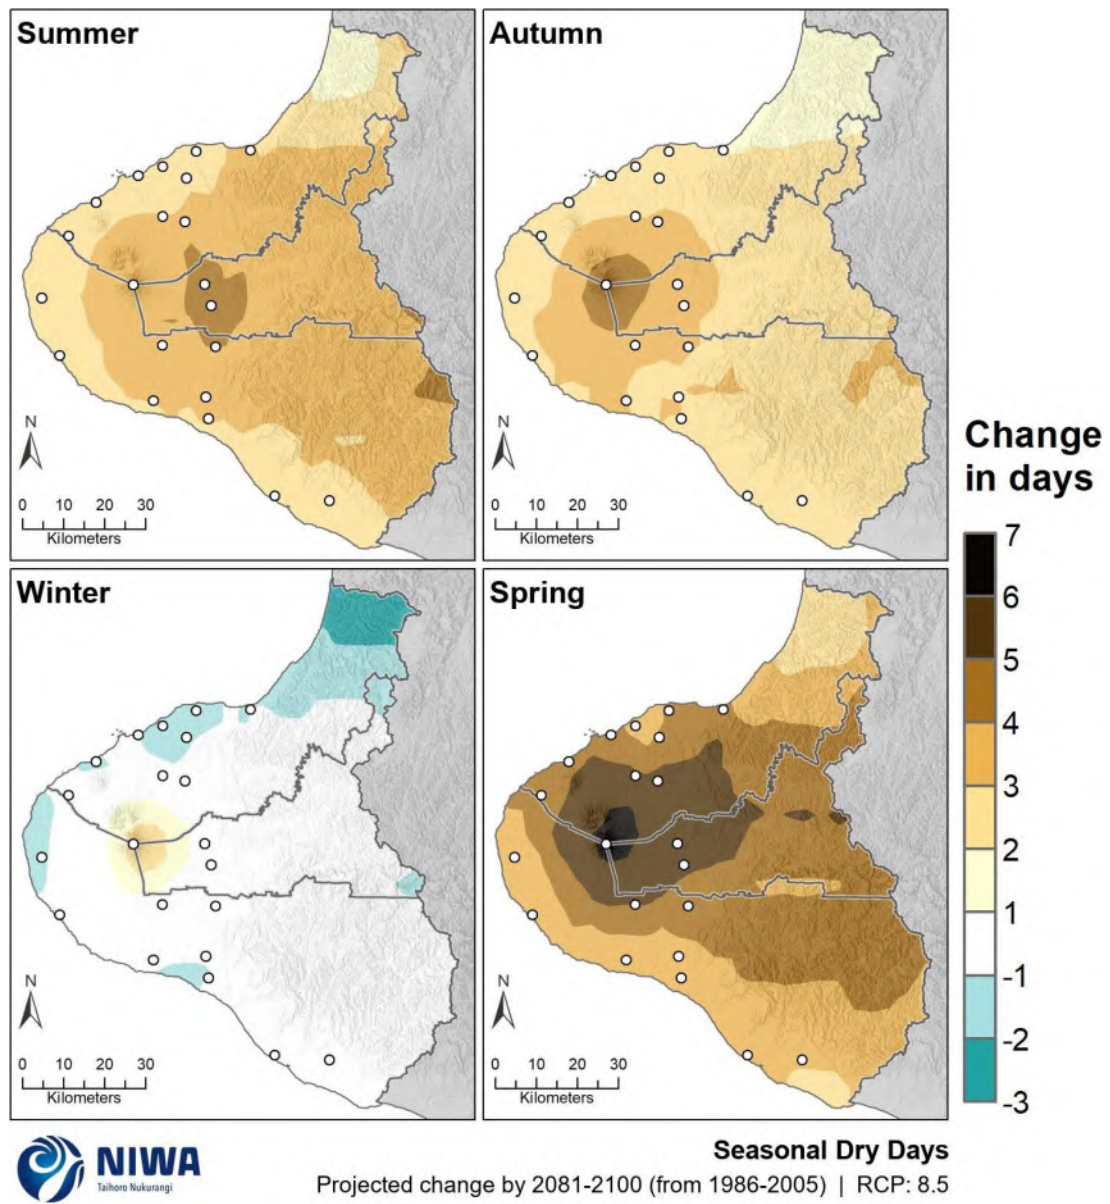 Summer
N
0 10 20 30
Kilometers
Autumn
N
0 10 20 30
Kilometers
Winter
N
0 10 20 30
Kilometers
Spring
N
0 10 20 30
Kilometers
Change
in days
7
6
5
4
3
2
1
-1
-2
-3
NIWA
Taihoro Nukurangi
Seasonal Dry Days
Projected change by 2081-2100 (from 1986-2005) | RCP: 8.5